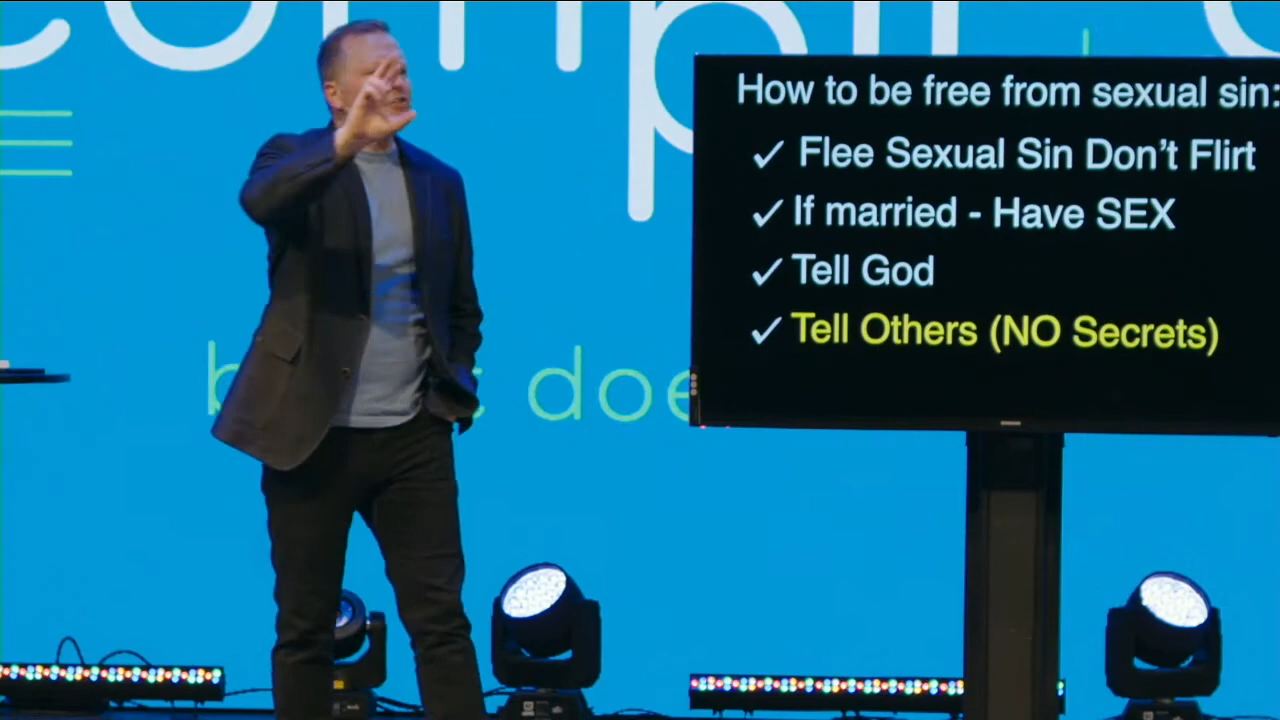 How to be free from sexual sin:
✓ Flee Sexual Sin Don't Flirt
✓ If married - Have SEX
✓ Tell God
✓ Tell Others (NO Secrets)